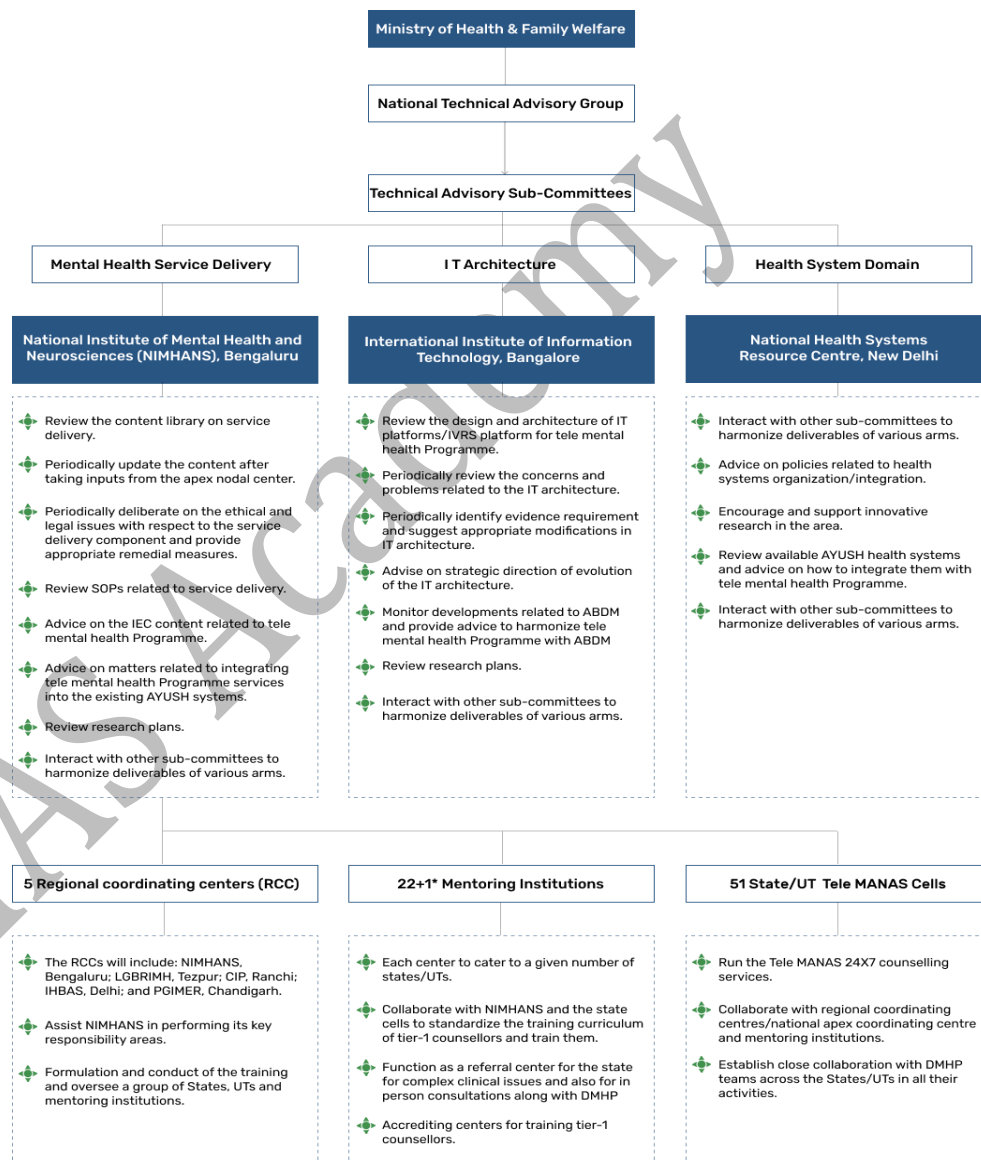 Ministry of Health & Family Welfare
National Technical Advisory Group
Technical Advisory Sub-Committees
Mental Health Service Delivery
I T Architecture
Health System Domain
National Institute of Mental Health and
Neurosciences (NIMHANS), Bengaluru
International Institute of Information
Technology, Bangalore
National Health Systems
Resource Centre, New Delhi
Review the content library on service
delivery.
Periodically update the content after
taking inputs from the apex nodal center.
Periodically deliberate on the ethical and
legal issues with respect to the service
delivery component and provide
appropriate remedial measures.
Review SOPs related to service delivery.
Advice on the IEC content related to tele
mental health Programme.
Advice on matters related to integrating
tele mental health Programme services
into the existing AYUSH systems.
Review research plans.
Interact with other sub-committees to
harmonize deliverables of various arms.
Review the design and architecture of IT
platforms/IVRS platform for tele mental
health Programme.
Periodically review the concerns and
problems related to the IT architecture.
Periodically identify evidence requirement
and suggest appropriate modifications in
IT architecture.
Advise on strategic direction of evolution
of the IT architecture.
Monitor developments related to ABDM
and provide advice to harmonize tele
mental health Programme with ABDM
Review research plans.
Interact with other sub-committees to
harmonize deliverables of various arms.
Interact with other sub-committees to
harmonize deliverables of various arms.
Advice on policies related to health
systems organization/integration.
Encourage and support innovative
research in the area.
Review available AYUSH health systems
and advice on how to integrate them with
tele mental health Programme.
Interact with other sub-committees to
harmonize deliverables of various arms.
5 Regional coordinating centers (RCC)
22+1* Mentoring Institutions
51 State/UT Tele MANAS Cells
The RCCs will include: NIMHANS,
Bengaluru; LGBRIMH, Tezpur; CIP, Ranchi;
IHBAS, Delhi; and PGIMER, Chandigarh.
Assist NIMHANS in performing its key
responsibility areas.
Formulation and conduct of the training
and oversee a group of States, UTs and
mentoring institutions.
Each center to cater to a given number of
states/UTs.
Collaborate with NIMHANS and the state
cells to standardize the training curriculum
of tier-1 counsellors and train them.
Function as a referral center for the state
for complex clinical issues and also for in
person consultations along with DMHP
Accrediting centers for training tier-1
counsellors.
Run the Tele MANAS 24X7 counselling
services.
Collaborate with regional coordinating
centres/national apex coordinating centre
and mentoring institutions.
Establish close collaboration with DMHP
teams across the States/UTs in all their
activities.
AS Academy